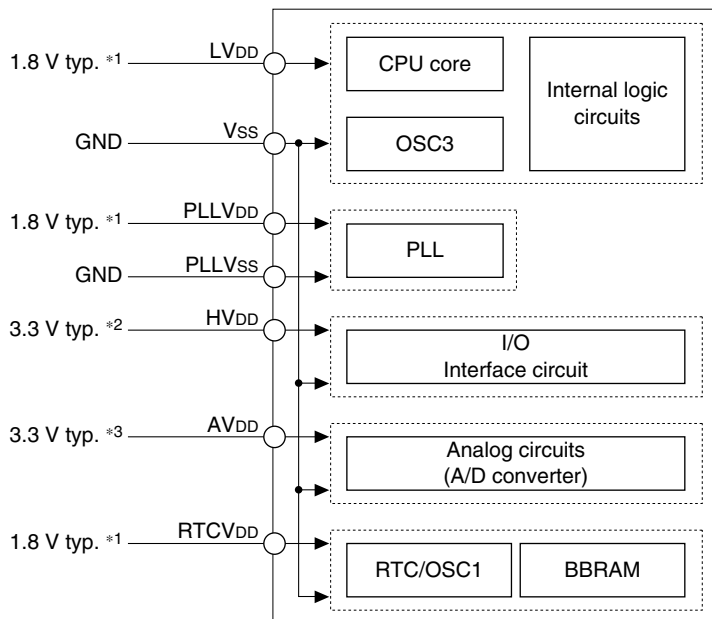 1.8 V typ. *1
LVDD
CPU core
Internal logic
circuits
GND
VSS
OSC3
1.8 V typ. *1
PLLVDD
PLL
GND
PLLVSS
3.3 V typ. *2
HVDD
I/O
Interface circuit
3.3 V typ. *3
AVDD
Analog circuits
(A/D converter)
1.8 V typ. *1
RTCVDD
RTC/OSC1
BBRAM